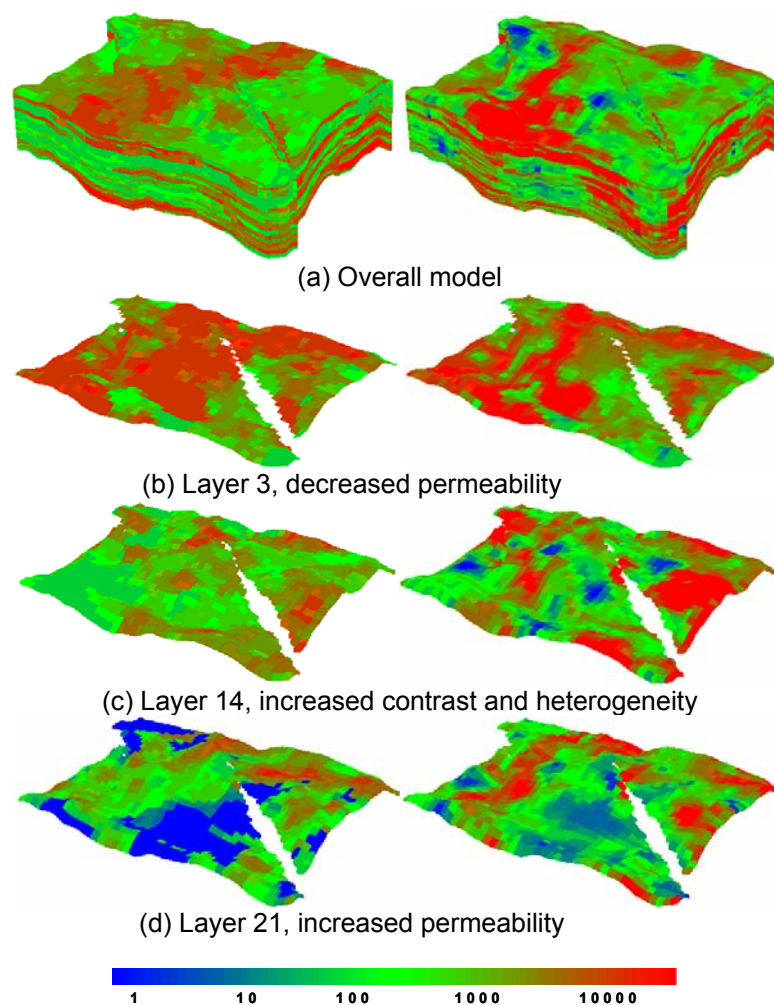 (a) Overall model
(b) Layer 3, decreased permeability
(c) Layer 14, increased contrast and heterogeneity
(d) Layer 21, increased permeability
1 10 100 1000 10000